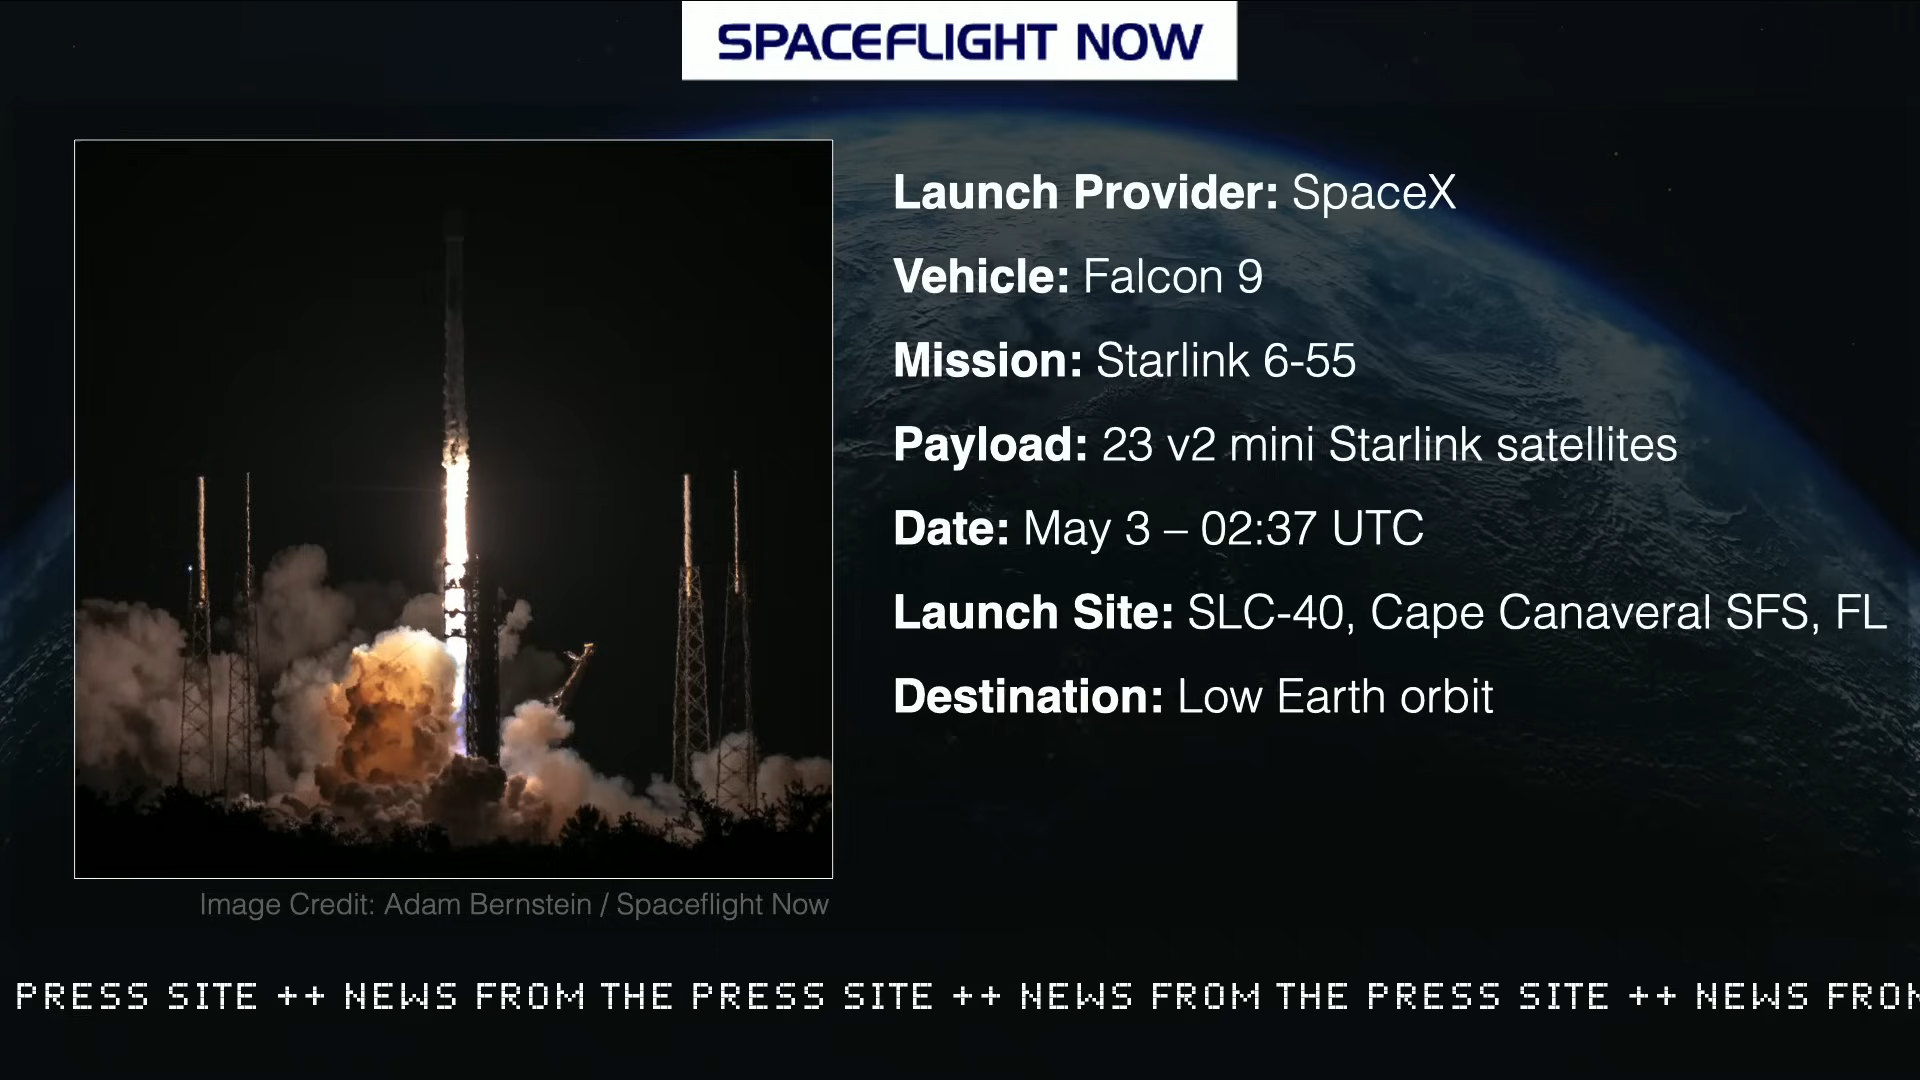 SPACEFLIGHT NOW
Launch Provider: SpaceX
Vehicle: Falcon 9
Mission: Starlink 6-55
Payload: 23 v2 mini Starlink satellites
Date: May 3 – 02:37 UTC
Launch Site: SLC-40, Cape Canaveral SFS, FL
Destination: Low Earth orbit
Image Credit: Adam Bernstein / Spaceflight Now
PRESS SITE ++ NEWS FROM THE PRESS SITE ++ NEWS FROM THE PRESS SITE ++ NEWS FROM